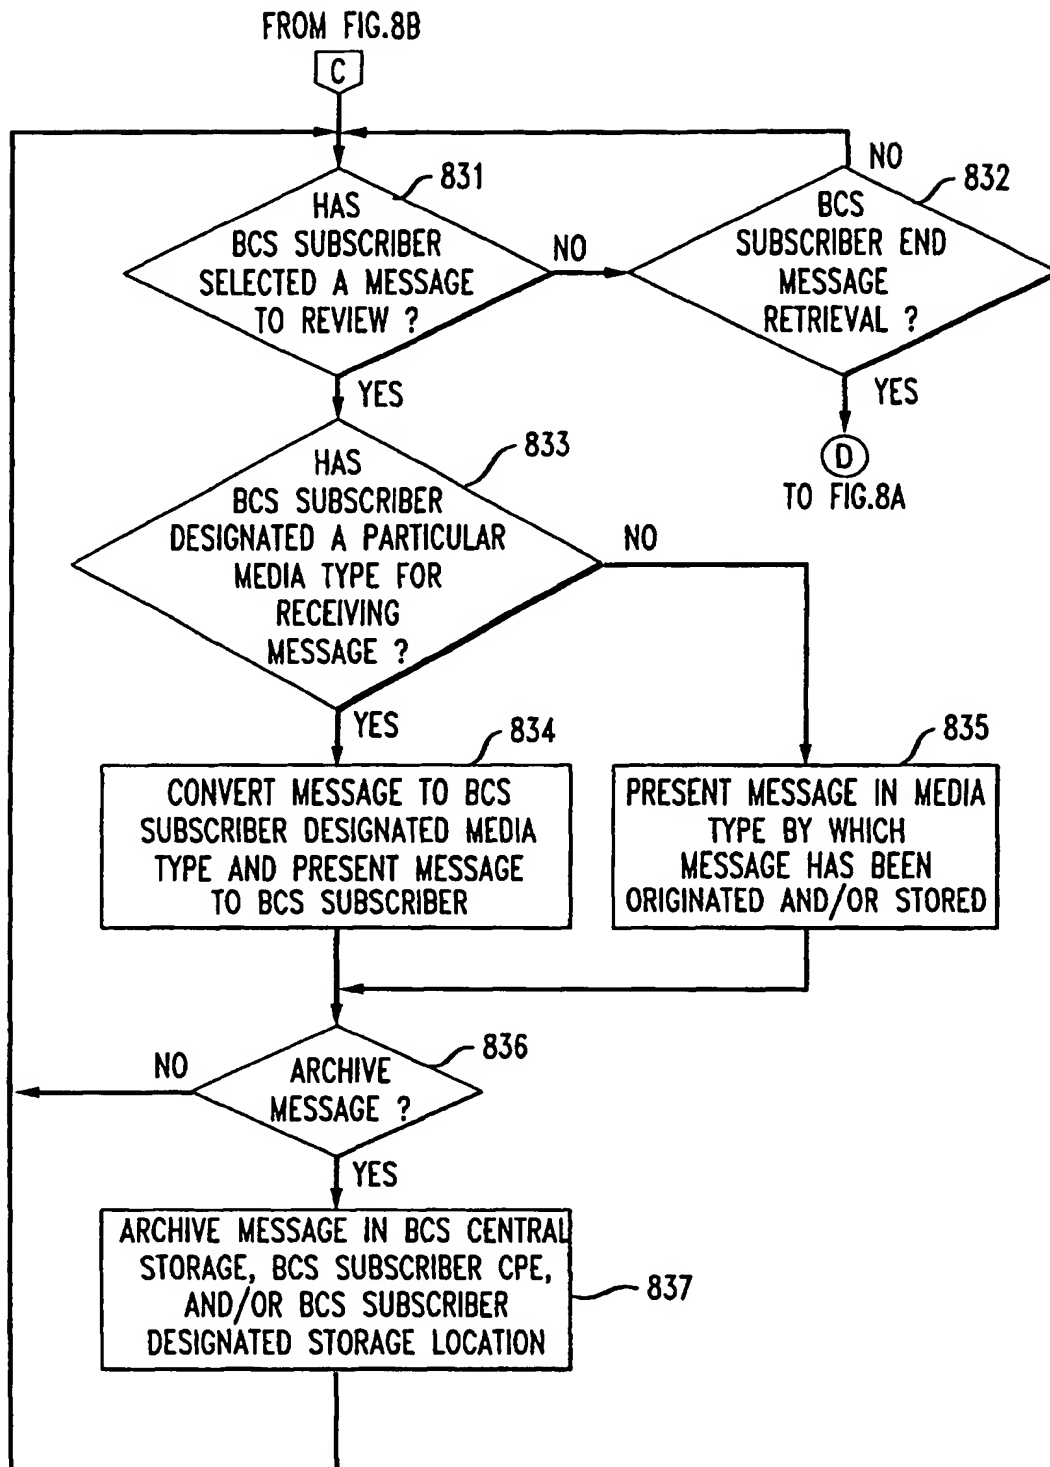 FROM FIG.8B
C
831
HAS
BCS SUBSCRIBER
SELECTED A MESSAGE
TO REVIEW ?
NO
YES
832
NO
BCS
SUBSCRIBER END
MESSAGE
RETRIEVAL ?
YES
D
TO FIG.8A
833
HAS
BCS SUBSCRIBER
DESIGNATED A PARTICULAR
MEDIA TYPE FOR
RECEIVING
MESSAGE ?
NO
YES
834
CONVERT MESSAGE TO BCS
SUBSCRIBER DESIGNATED MEDIA
TYPE AND PRESENT MESSAGE
TO BCS SUBSCRIBER
835
PRESENT MESSAGE IN MEDIA
TYPE BY WHICH
MESSAGE HAS BEEN
ORIGINATED AND/OR STORED
836
NO
ARCHIVE
MESSAGE ?
YES
ARCHIVE MESSAGE IN BCS CENTRAL
STORAGE, BCS SUBSCRIBER CPE,
AND/OR BCS SUBSCRIBER
DESIGNATED STORAGE LOCATION
837